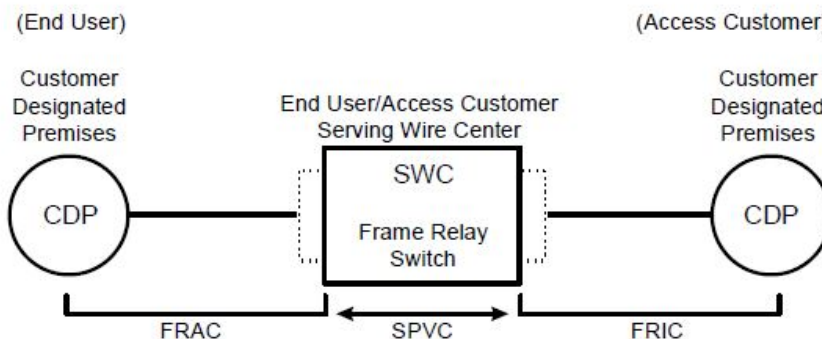 (End User)
(Access Customer)
Customer
Designated
Premises
End User/Access Customer
Serving Wire Center
Customer
Designated
Premises
CDP
SWC
Frame Relay
Switch
CDP
FRAC
SPVC
FRIC